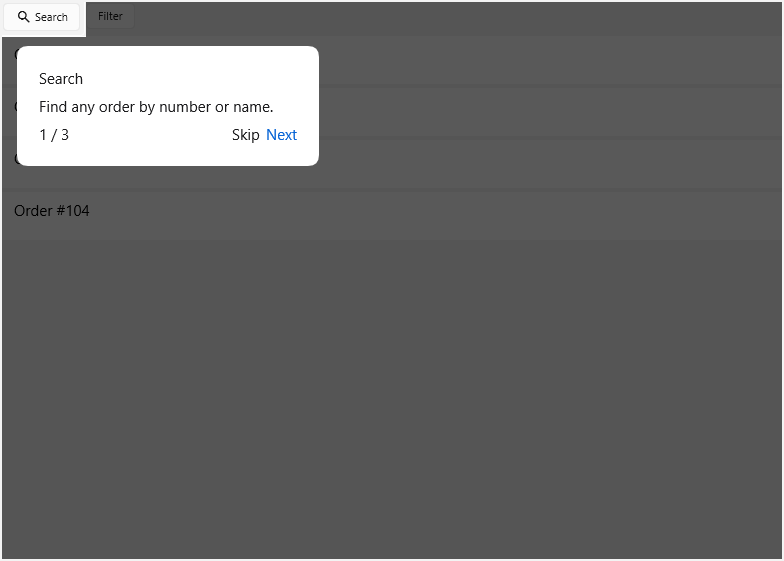 Search
Filter
Search
Find any order by number or name.
1 / 3
Skip Next
Order #104